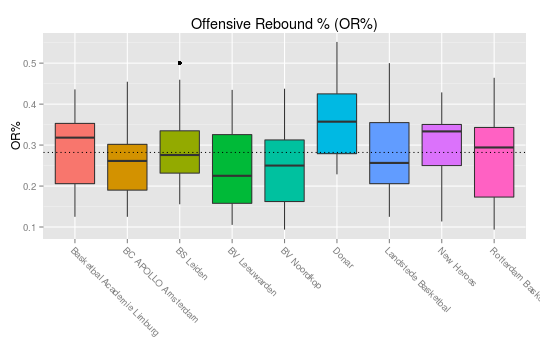 Offensive Rebound % (OR%)
OR%
0.5
0.4
0.3
0.2
0.1
Basketbal Academie Limburg
BC APOLLO Amsterdam
BS Leiden
BV Leeuwarden
BV Noordkop
Donar
Landstede Basketbal
New Heroes
Rotterdam